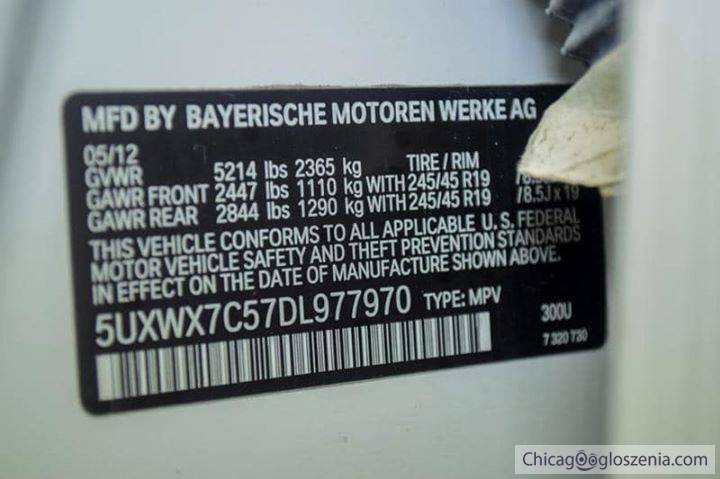 MFD BY BAYERISCHE MOTOREN WERKE AG
05/12
GVWR 5214 lbs 2365 kg TIRE / RIM
GAWR FRONT 2447 lbs 1110 kg WITH 245/45 R19
GAWR REAR 2844 lbs 1290 kg WITH 245/45 R19 /8.5J x 19
THIS VEHICLE CONFORMS TO ALL APPLICABLE U.S. FEDERAL
MOTOR VEHICLE SAFETY AND THEFT PREVENTION STANDARDS
IN EFFECT ON THE DATE OF MANUFACTURE SHOWN ABOVE.
5UXWX7C57DL977970 TYPE: MPV
300U
7 320 730
Chicagoogloszenia.com